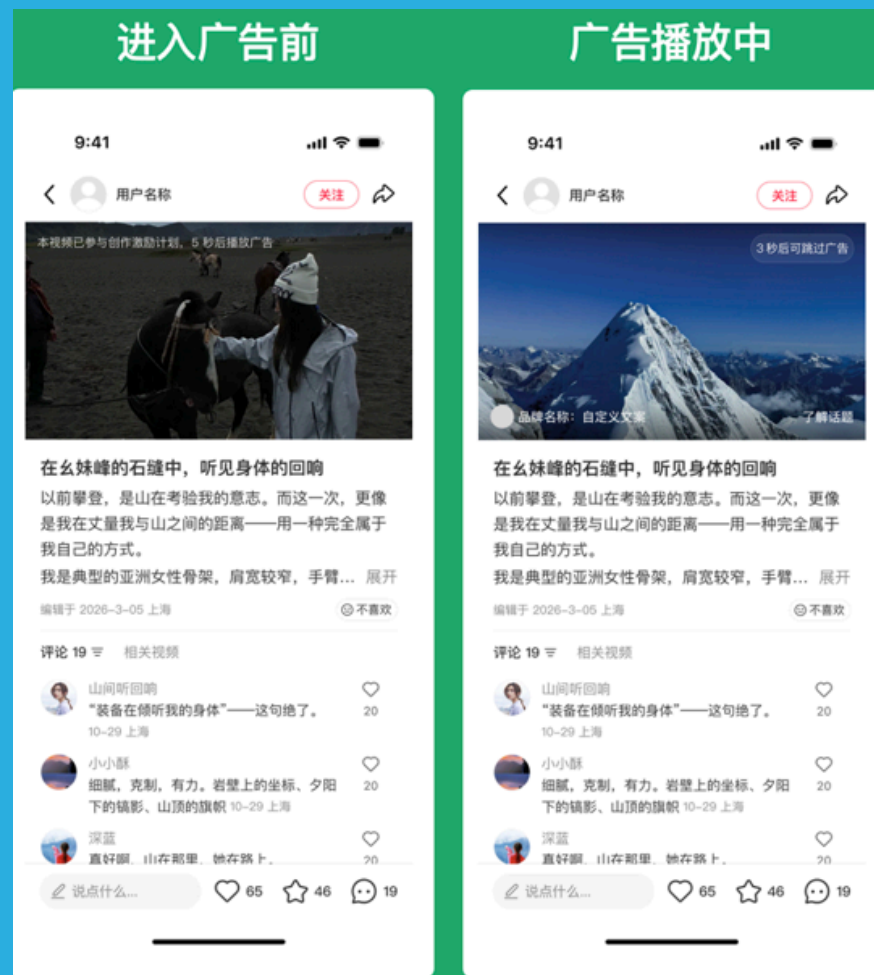 进入广告前
9:41
用户名称
关注
本视频已参与创作激励计划，5 秒后播放广告
在幺妹峰的石缝中，听见身体的回响
以前攀登，是山在考验我的意志。而这一次，更像
是我在丈量我与山之间的距离——用一种完全属于
我自己的方式。
我是典型的亚洲女性骨架，肩宽较窄，手臂... 展开
编辑于 2026-3-05 上海
不喜欢
评论 19 相关视频
山间听回响
“装备在倾听我的身体”——这句绝了。
20
10-29 上海
小小酥
细腻，克制，有力。岩壁上的坐标、夕阳
20
下的镐影、山顶的旗帜 10-29 上海
深蓝
真好啊，山在那里，她在路上。
20
说点什么...
65 46 19
广告播放中
9:41
用户名称
关注
3 秒后可跳过广告
品牌名称：自定义文案
了解话题
在幺妹峰的石缝中，听见身体的回响
以前攀登，是山在考验我的意志。而这一次，更像
是我在丈量我与山之间的距离——用一种完全属于
我自己的方式。
我是典型的亚洲女性骨架，肩宽较窄，手臂... 展开
编辑于 2026-3-05 上海
不喜欢
评论 19 相关视频
山间听回响
“装备在倾听我的身体”——这句绝了。
20
10-29 上海
小小酥
细腻，克制，有力。岩壁上的坐标、夕阳
20
下的镐影、山顶的旗帜 10-29 上海
深蓝
真好啊，山在那里，她在路上。
20
说点什么...
65 46 19